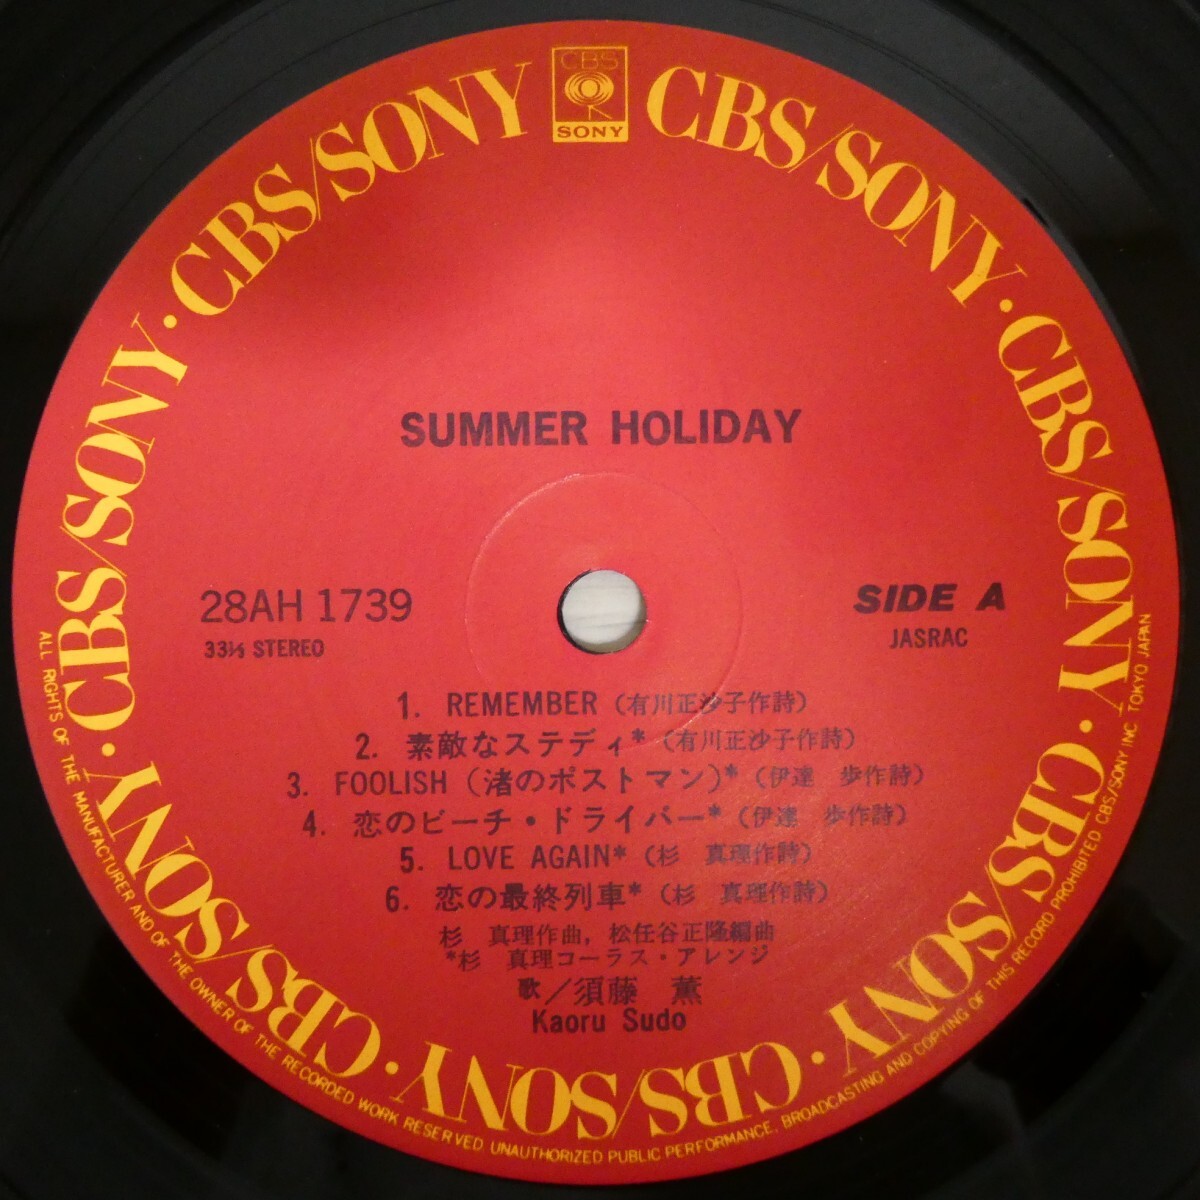 CBS
SONY
CBS/SONY · CBS/SONY · CBS/SONY · CBS/SONY · CBS/SONY · CBS/SONY · CBS/SONY · CBS/SONY
SUMMER HOLIDAY
28AH 1739
33⅓ STEREO
SIDE A
JASRAC
1. REMEMBER (有川正沙子作詩)
2. 素敵なステディ* (有川正沙子作詩)
3. FOOLISH (渚のポストマン)* (伊達 歩作詩)
4. 恋のビーチ・ドライバー* (伊達 歩作詩)
5. LOVE AGAIN* (杉 真理作詩)
6. 恋の最終列車* (杉 真理作詩)
杉 真理作曲, 松任谷正隆編曲
*杉 真理コーラス・アレンジ
歌/須藤 薫
Kaoru Sudo
ALL RIGHTS OF THE MANUFACTURER AND OF THE OWNER OF THE RECORDED WORK RESERVED. UNAUTHORIZED PUBLIC PERFORMANCE, BROADCASTING AND COPYING OF THIS RECORD PROHIBITED CBS/SONY INC. TOKYO JAPAN